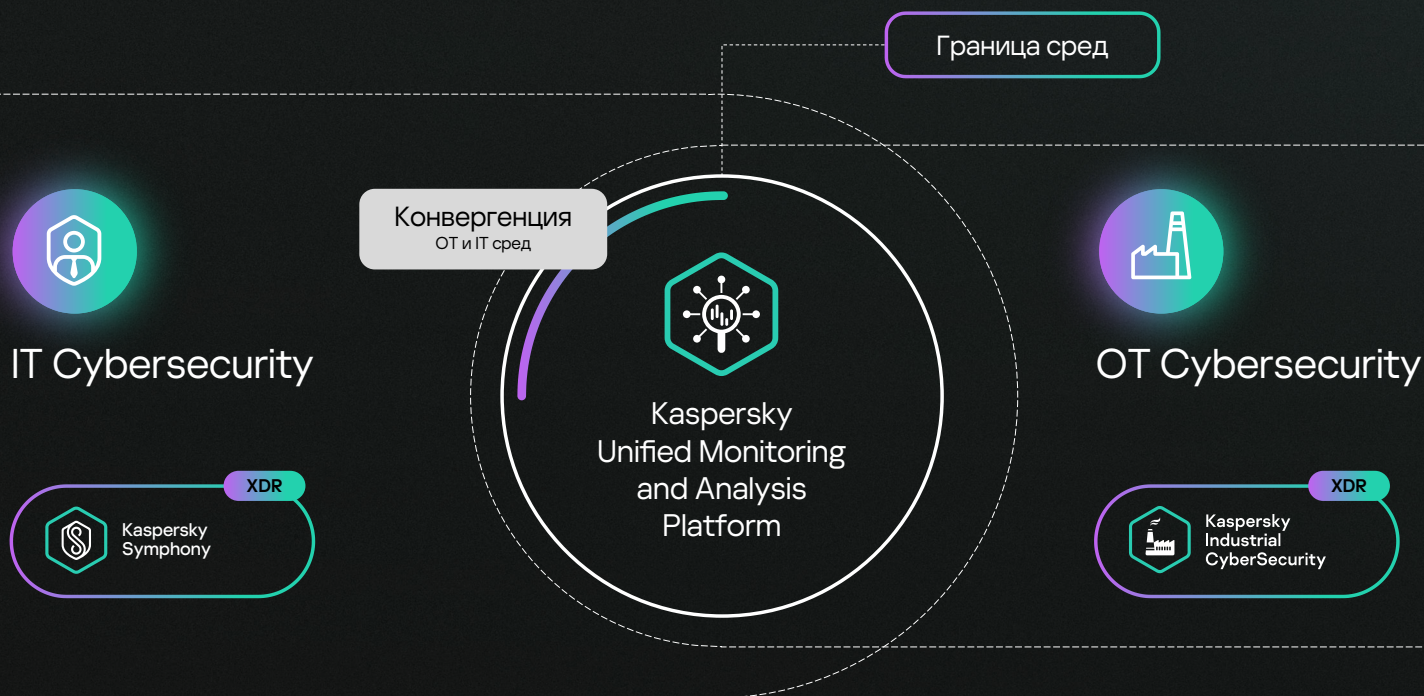 Граница сред
Конвергенция
ОТ и IT сред
IT Cybersecurity
XDR
Kaspersky
Symphony
Kaspersky
Unified Monitoring
and Analysis
Platform
OT Cybersecurity
XDR
Kaspersky
Industrial
CyberSecurity